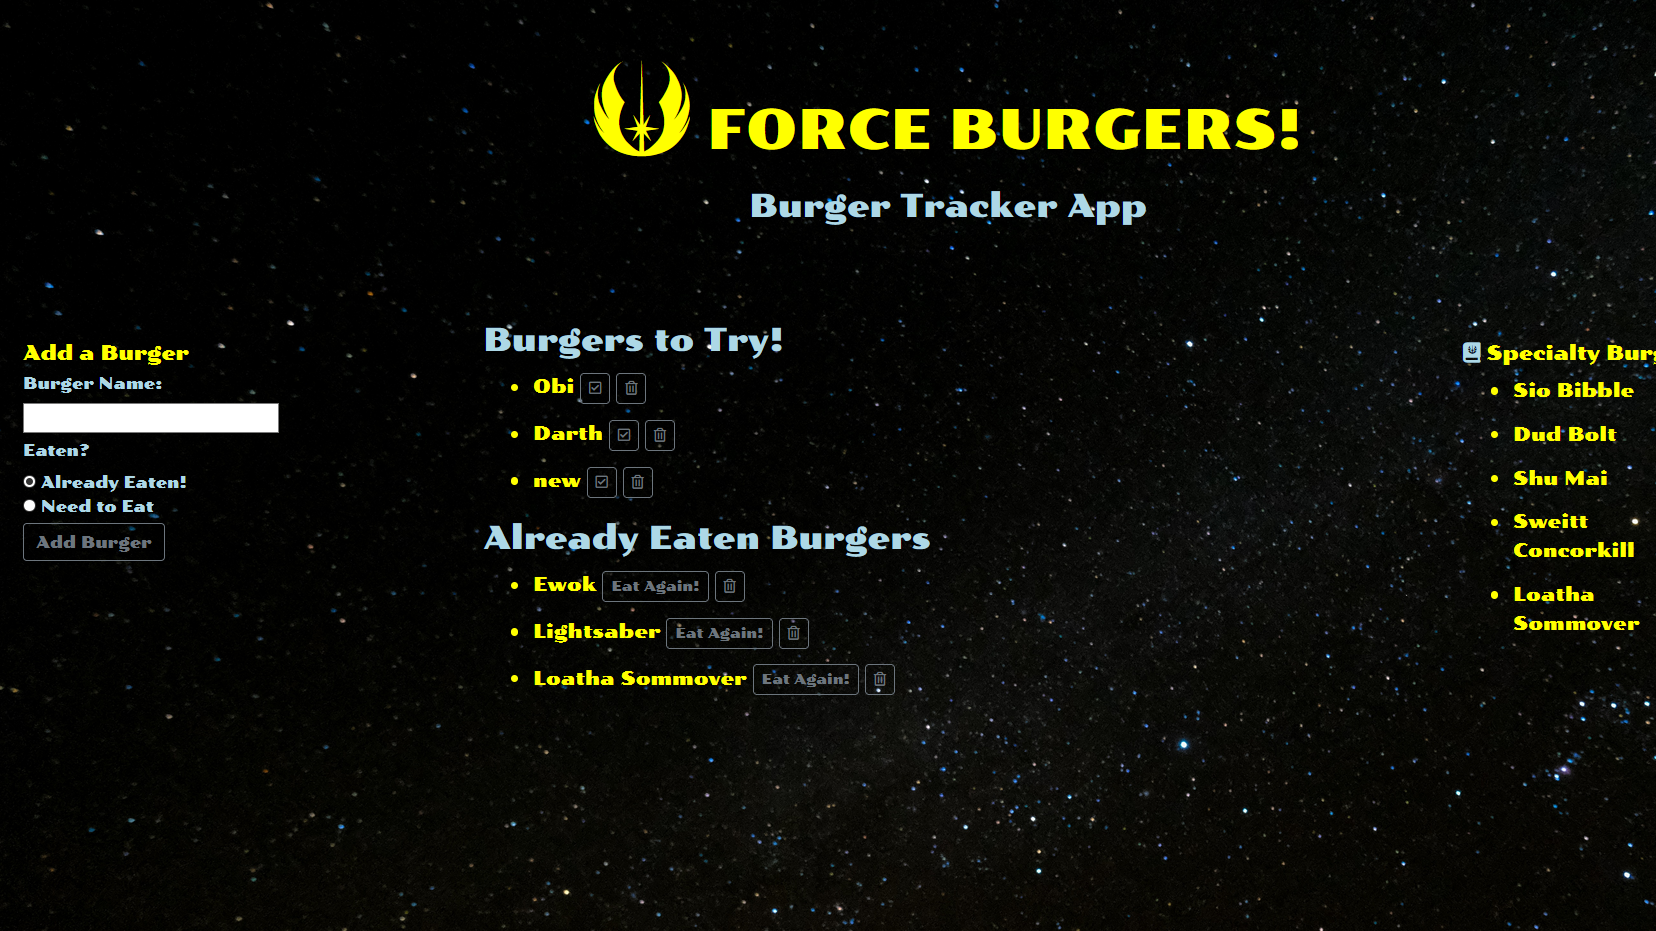 FORCE BURGERS!
Burger Tracker App
Add a Burger
Burger Name:
Eaten?
Already Eaten!
Need to Eat
Add Burger
Burgers to Try!
Obi
Darth
new
Already Eaten Burgers
Ewok Eat Again!
Lightsaber Eat Again!
Loatha Sommover Eat Again!
Specialty Burg
Sio Bibble
Dud Bolt
Shu Mai
Sweitt
Concorkill
Loatha
Sommover